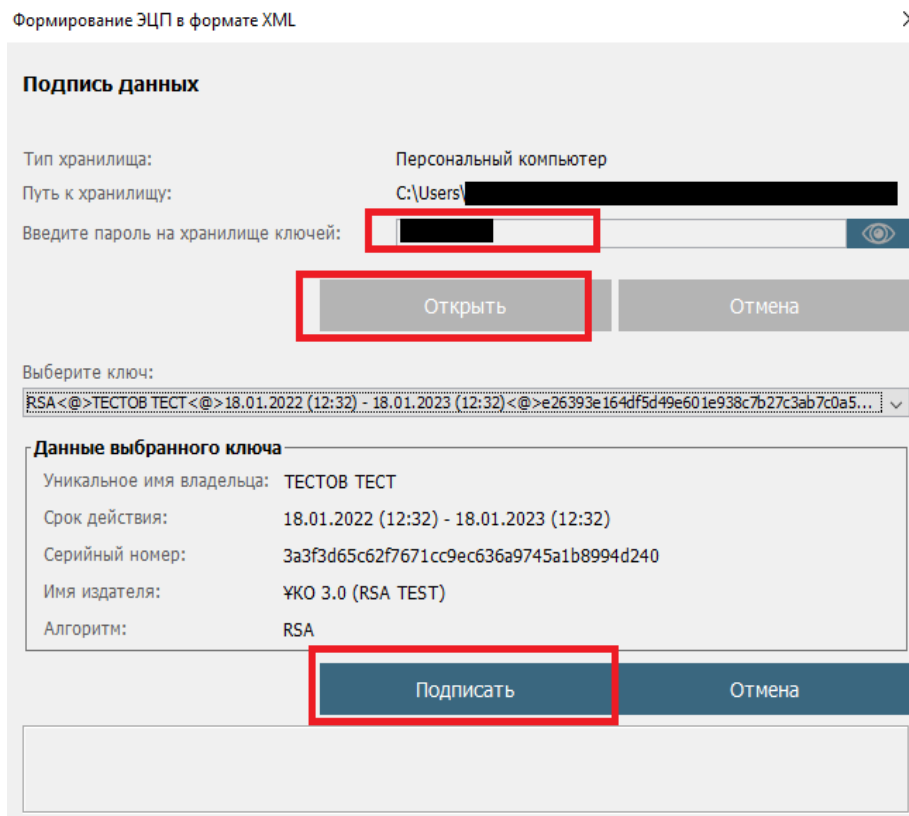 Формирование ЭЦП в формате XML
Подпись данных
Тип хранилища: Персональный компьютер
Путь к хранилищу: C:\Users\
Введите пароль на хранилище ключей:
Открыть Отмена
Выберите ключ:
RSA<@>ТЕСТОВ ТЕСТ<@>18.01.2022 (12:32) - 18.01.2023 (12:32)<@>e26393e164df5d49e601e938c7b27c3ab7c0a5...
Данные выбранного ключа
Уникальное имя владельца: ТЕСТОВ ТЕСТ
Срок действия: 18.01.2022 (12:32) - 18.01.2023 (12:32)
Серийный номер: 3a3f3d65c62f7671cc9ec636a9745a1b8994d240
Имя издателя: ҰКО 3.0 (RSA TEST)
Алгоритм: RSA
Подписать Отмена